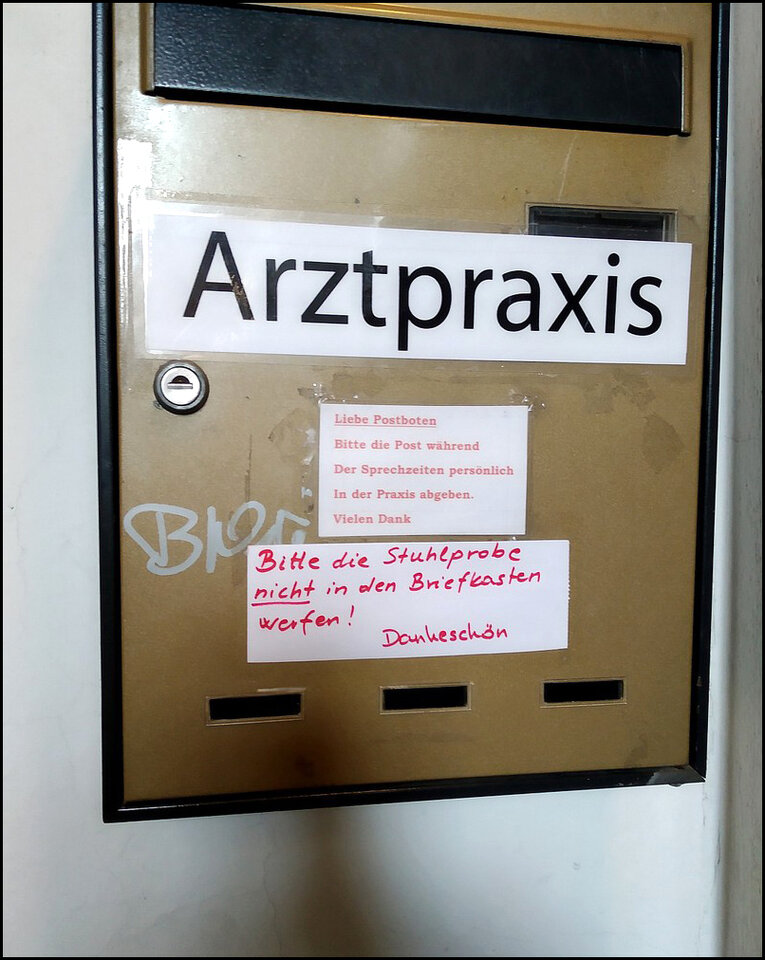 Arztpraxis
Liebe Postboten
Bitte die Post während
Der Sprechzeiten persönlich
In der Praxis abgeben.
Vielen Dank
Bitte die Stuhlprobe
nicht in den Briefkasten
werfen!
Dankeschön